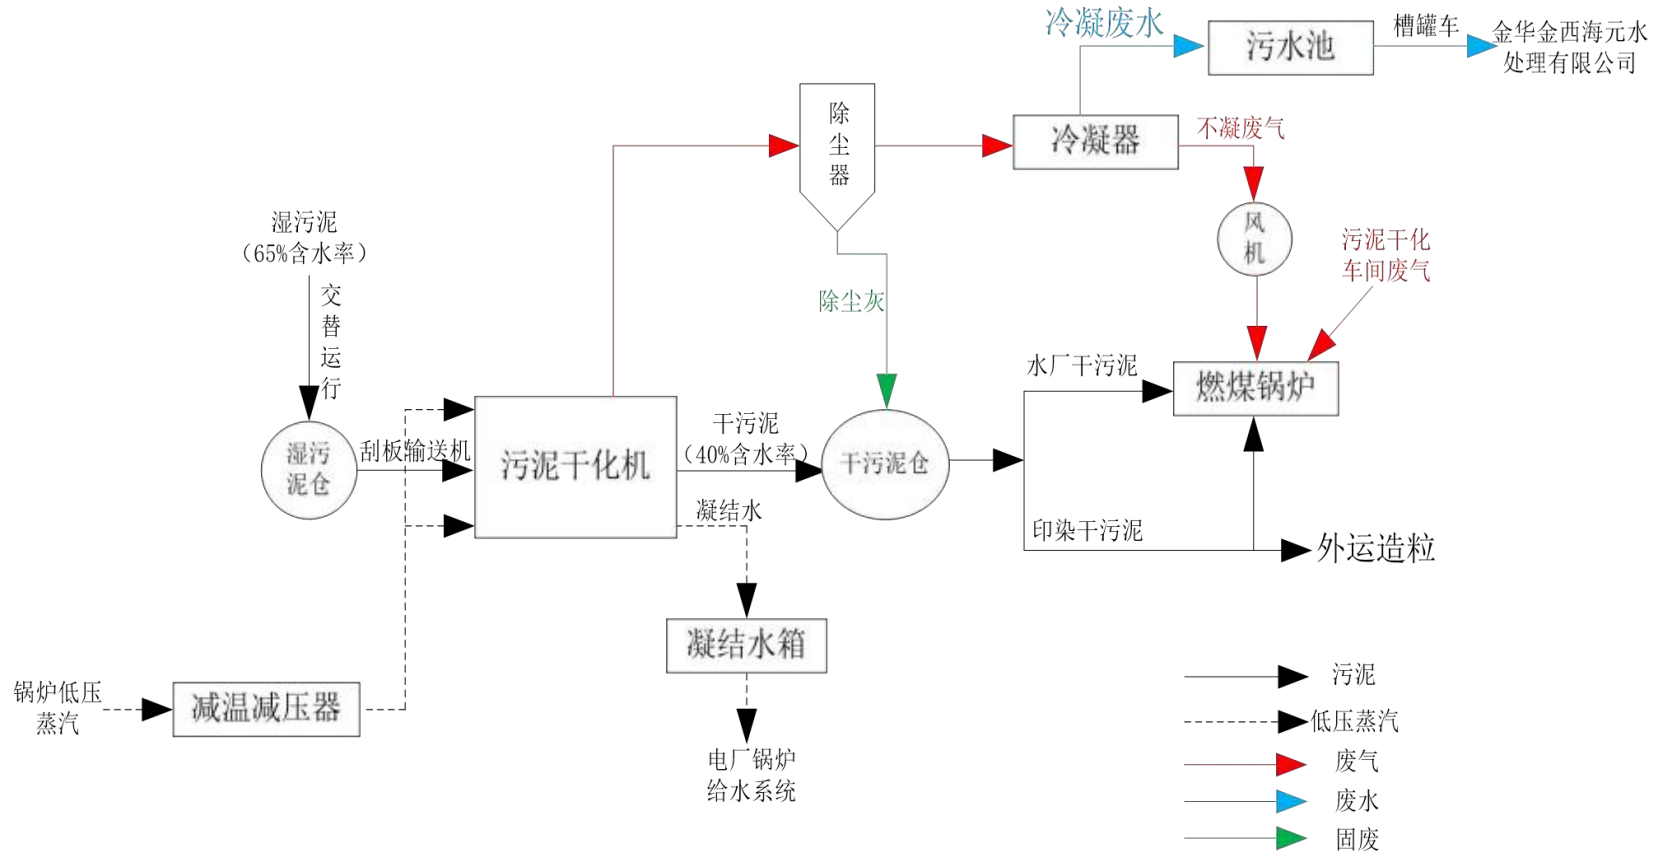 冷凝废水
污水池
槽罐车
金华金西海元水
处理有限公司
除尘器
冷凝器
不凝废气
风机
湿污泥
（65%含水率）
交替运行
污泥干化
车间废气
除尘灰
水厂干污泥
燃煤锅炉
湿污
泥仓
刮板输送机
污泥干化机
干污泥
（40%含水率）
干污泥仓
凝结水
印染干污泥
外运造粒
凝结水箱
锅炉低压
蒸汽
减温减压器
电厂锅炉
给水系统
污泥
低压蒸汽
废气
废水
固废